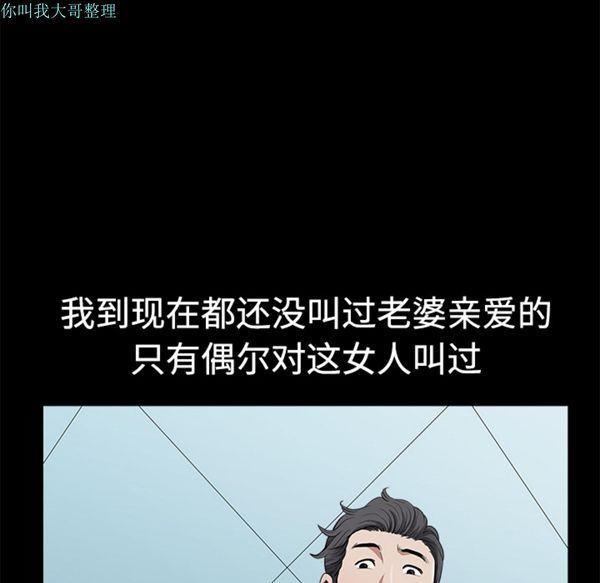 你叫我大哥整理
我到现在都还没叫过老婆亲爱的
只有偶尔对这女人叫过